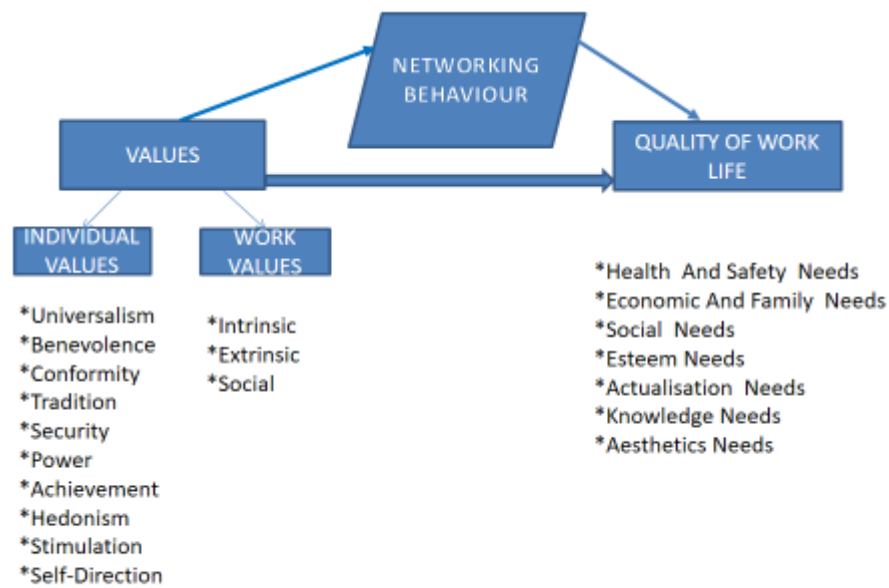 NETWORKING
BEHAVIOUR
VALUES
QUALITY OF WORK
LIFE
INDIVIDUAL
VALUES
WORK
VALUES
*Universalism
*Benevolence
*Conformity
*Tradition
*Security
*Power
*Achievement
*Hedonism
*Stimulation
*Self-Direction
*Intrinsic
*Extrinsic
*Social
*Health And Safety Needs
*Economic And Family Needs
*Social Needs
*Esteem Needs
*Actualisation Needs
*Knowledge Needs
*Aesthetics Needs